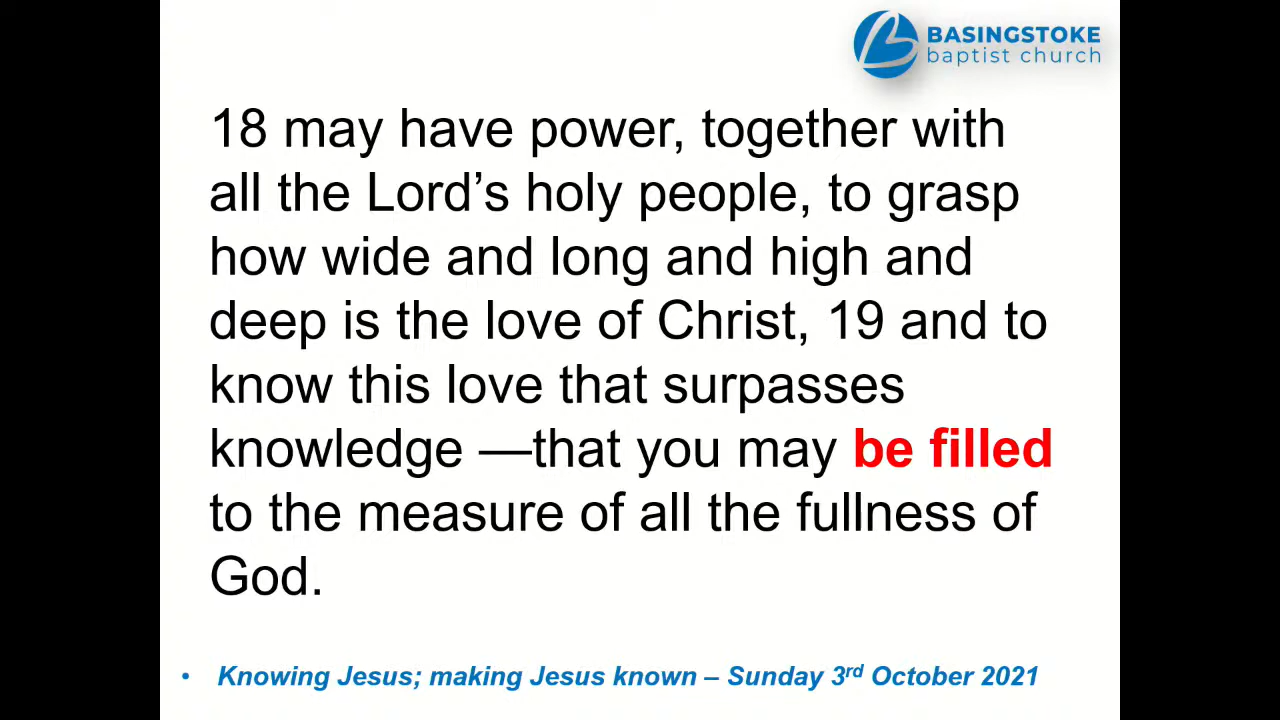 BASINGSTOKE
baptist church
18 may have power, together with
all the Lord’s holy people, to grasp
how wide and long and high and
deep is the love of Christ, 19 and to
know this love that surpasses
knowledge —that you may be filled
to the measure of all the fullness of
God.
• Knowing Jesus; making Jesus known – Sunday 3rd October 2021